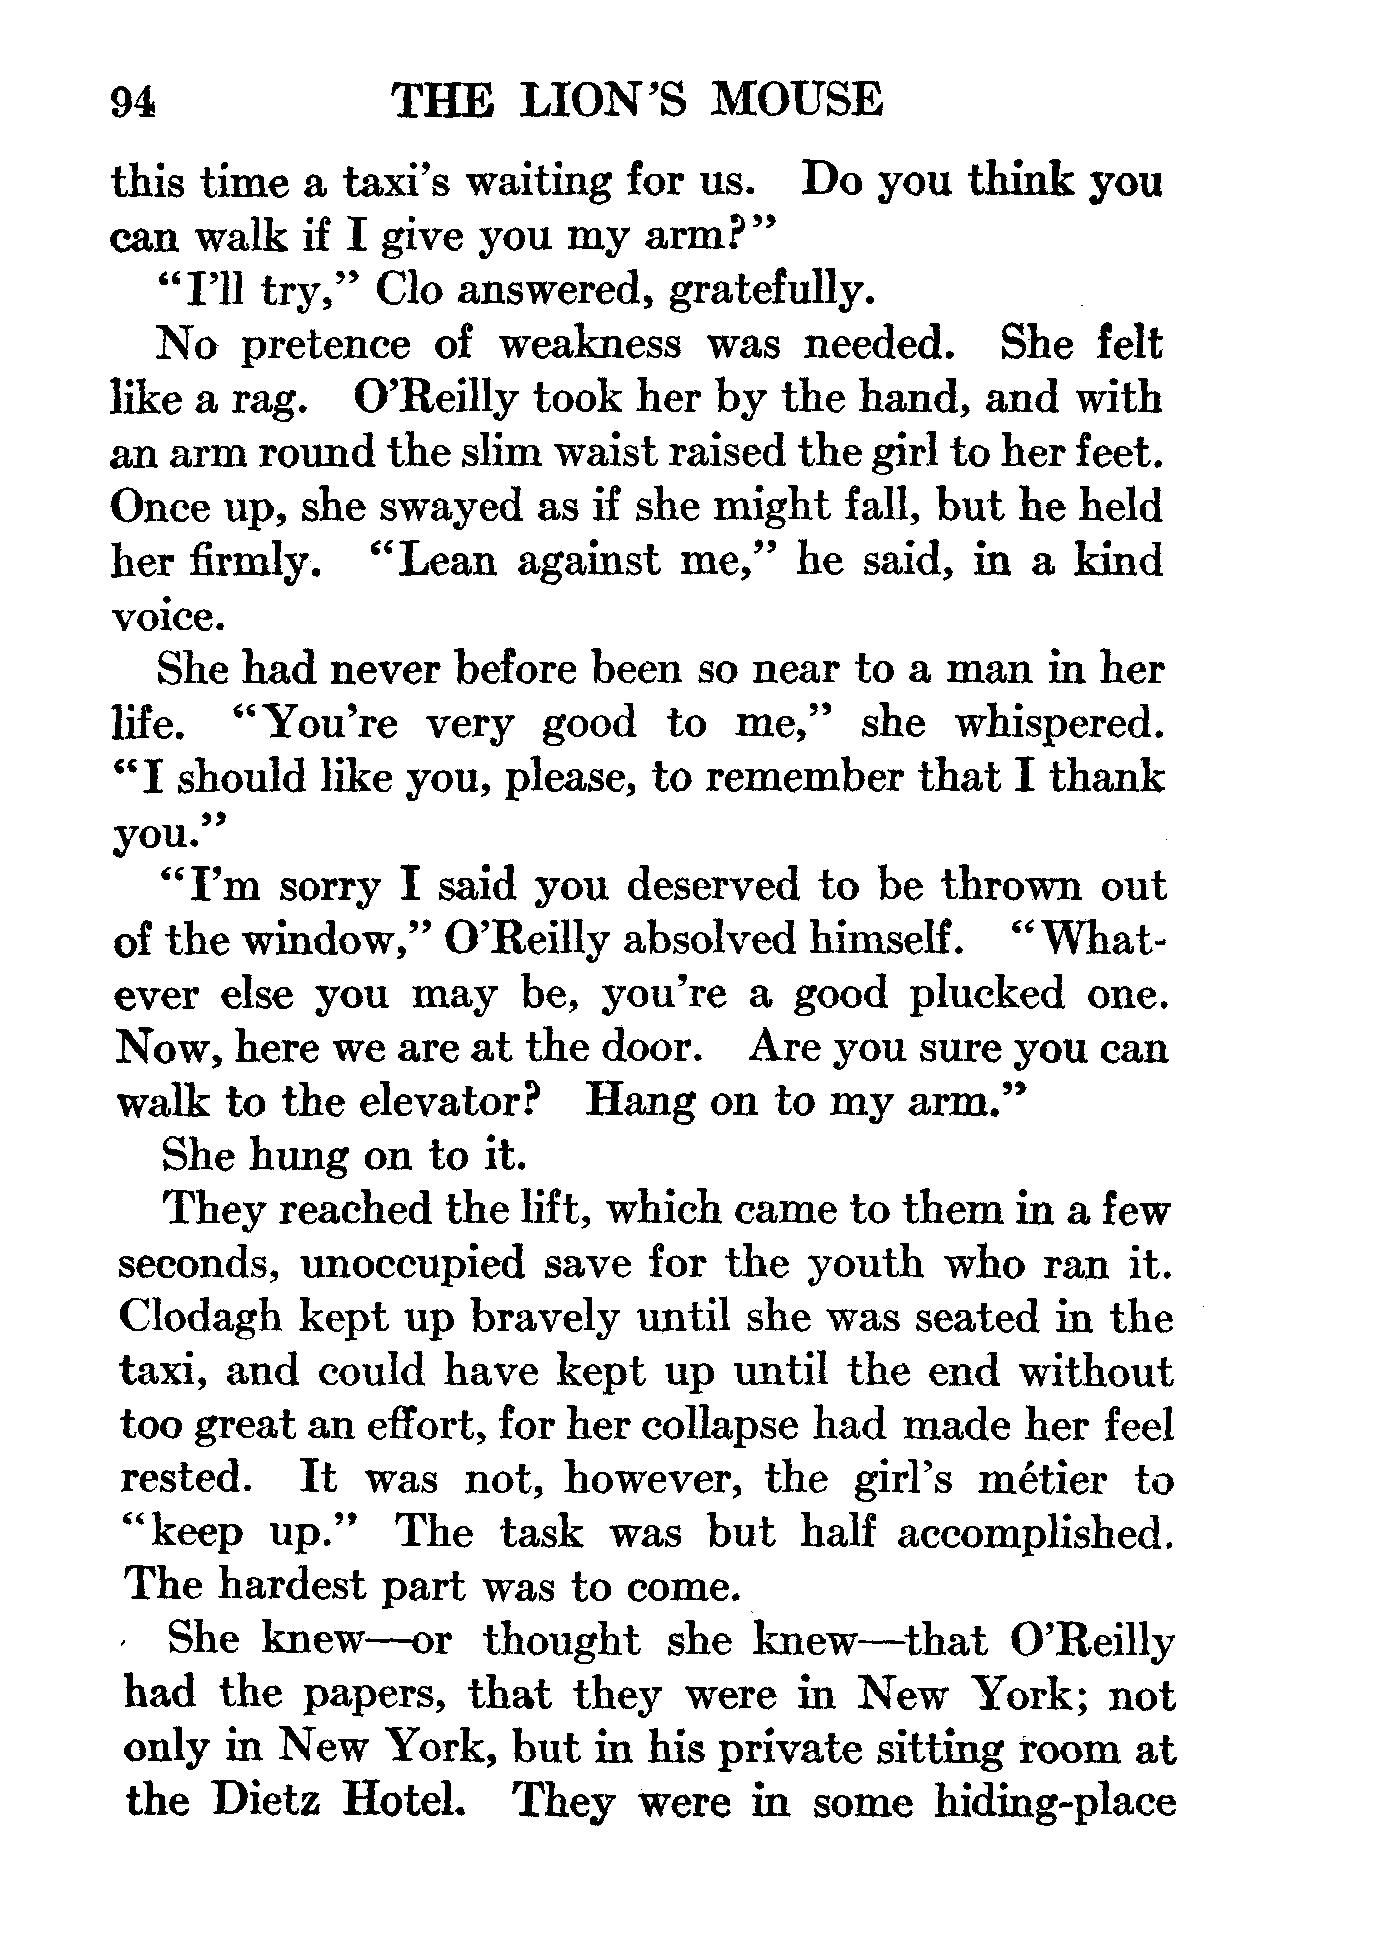 94 THE LION'S MOUSE
this time a taxi's waiting for us. Do you think you
can walk if I give you my arm?"
"I'll try," Clo answered, gratefully.
No pretence of weakness was needed. She felt
like a rag. O'Reilly took her by the hand, and with
an arm round the slim waist raised the girl to her feet.
Once up, she swayed as if she might fall, but he held
her firmly. "Lean against me," he said, in a kind
voice.
She had never before been so near to a man in her
life. "You're very good to me," she whispered.
"I should like you, please, to remember that I thank
you."
"I'm sorry I said you deserved to be thrown out
of the window," O'Reilly absolved himself. "What-
ever else you may be, you're a good plucked one.
Now, here we are at the door. Are you sure you can
walk to the elevator? Hang on to my arm."
She hung on to it.
They reached the lift, which came to them in a few
seconds, unoccupied save for the youth who ran it.
Clodagh kept up bravely until she was seated in the
taxi, and could have kept up until the end without
too great an effort, for her collapse had made her feel
rested. It was not, however, the girl's métier to
"keep up." The task was but half accomplished.
The hardest part was to come.
She knew—or thought she knew—that O'Reilly
had the papers, that they were in New York; not
only in New York, but in his private sitting room at
the Dietz Hotel. They were in some hiding-place